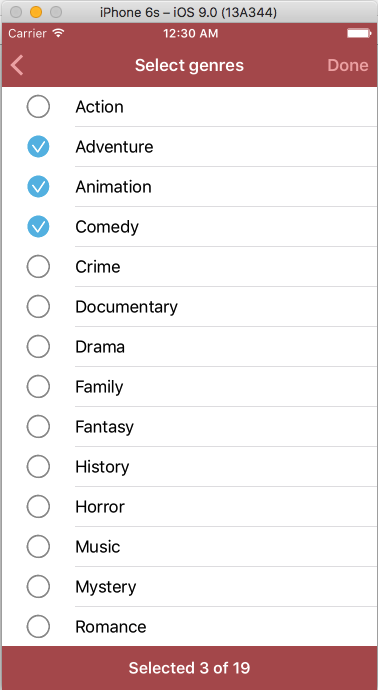 iPhone 6s – iOS 9.0 (13A344)
Carrier 12:30 AM
Select genres Done
Action
Adventure
Animation
Comedy
Crime
Documentary
Drama
Family
Fantasy
History
Horror
Music
Mystery
Romance
Selected 3 of 19